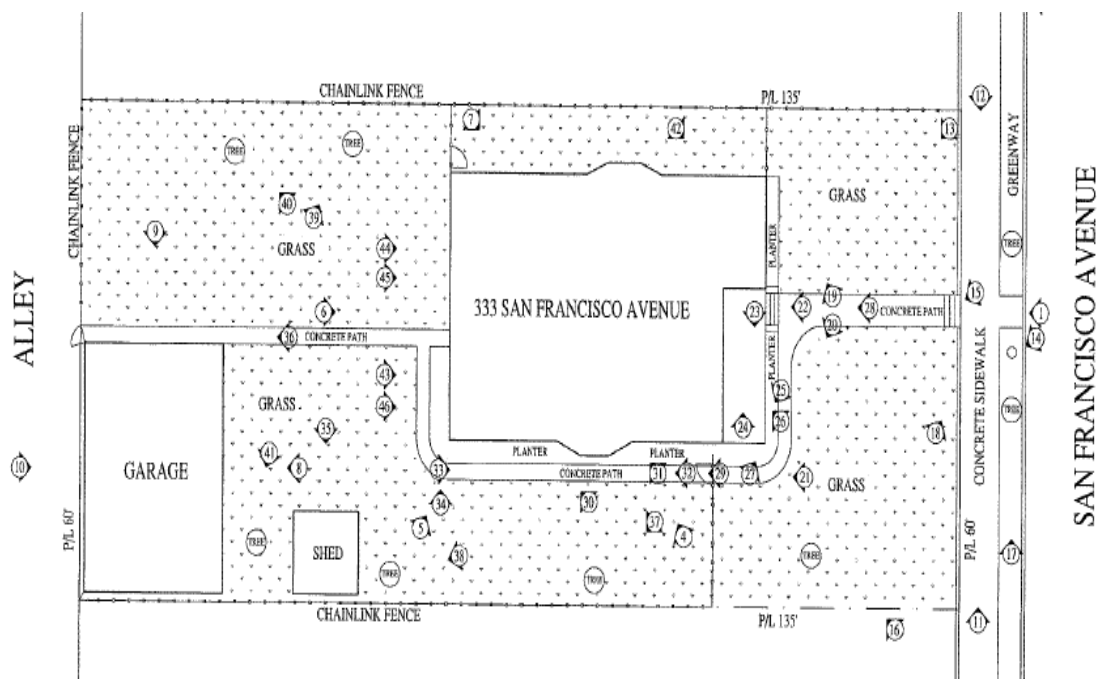 CHAINLINK FENCE
P/L 135'
12
7
42
13
TREE
TREE
CHAINLINK FENCE
GREENWAY
40
39
GRASS
9
GRASS
44
45
PLANTER
TREE
SAN FRANCISCO AVENUE
ALLEY
6
333 SAN FRANCISCO AVENUE
23
22
19
28
CONCRETE PATH
15
1
14
20
36
CONCRETE PATH
PLANTER
43
46
GRASS
25
26
24
TREE
CONCRETE SIDEWALK
35
18
41
8
10
GARAGE
PLANTER
PLANTER
33
CONCRETE PATH
31
32
29
27
21
GRASS
34
30
5
37
4
P/L 60'
TREE
SHED
38
TREE
TREE
TREE
P/L 60'
17
CHAINLINK FENCE
P/L 135'
16
11